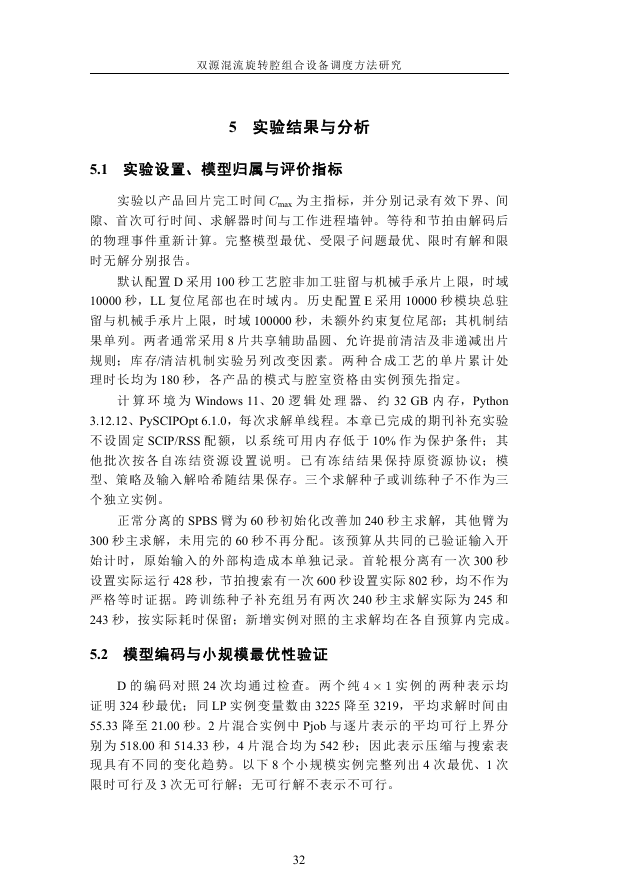 双源混流旋转腔组合设备调度方法研究
5 实验结果与分析
5.1 实验设置、模型归属与评价指标
实验以产品回片完工时间 Cmax 为主指标，并分别记录有效下界、间
隙、首次可行时间、求解器时间与工作进程墙钟。等待和节拍由解码后
的物理事件重新计算。完整模型最优、受限子问题最优、限时有解和限
时无解分别报告。
默认配置 D 采用 100 秒工艺腔非加工驻留与机械手承片上限，时域
10000 秒，LL 复位尾部也在时域内。历史配置 E 采用 10000 秒模块总驻
留与机械手承片上限，时域 100000 秒，未额外约束复位尾部；其机制结
果单列。两者通常采用 8 片共享辅助晶圆、允许提前清洁及非递减出片
规则；库存/清洁机制实验另列改变因素。两种合成工艺的单片累计处
理时长均为 180 秒，各产品的模式与腔室资格由实例预先指定。
计算环境为 Windows 11、20 逻辑处理器、约 32 GB 内存，Python
3.12.12、PySCIPOpt 6.1.0，每次求解单线程。本章已完成的期刊补充实验
不设固定 SCIP/RSS 配额，以系统可用内存低于 10% 作为保护条件；其
他批次按各自冻结资源设置说明。已有冻结结果保持原资源协议；模
型、策略及输入解哈希随结果保存。三个求解种子或训练种子不作为三
个独立实例。
正常分离的 SPBS 臂为 60 秒初始化改善加 240 秒主求解，其他臂为
300 秒主求解，未用完的 60 秒不再分配。该预算从共同的已验证输入开
始计时，原始输入的外部构造成本单独记录。首轮根分离有一次 300 秒
设置实际运行 428 秒，节拍搜索有一次 600 秒设置实际 802 秒，均不作为
严格等时证据。跨训练种子补充组另有两次 240 秒主求解实际为 245 和
243 秒，按实际耗时保留；新增实例对照的主求解均在各自预算内完成。
5.2 模型编码与小规模最优性验证
D 的编码对照 24 次均通过检查。两个纯 4 × 1 实例的两种表示均
证明 324 秒最优；同 LP 实例变量数由 3225 降至 3219，平均求解时间由
55.33 降至 21.00 秒。2 片混合实例中 Pjob 与逐片表示的平均可行上界分
别为 518.00 和 514.33 秒，4 片混合均为 542 秒；因此表示压缩与搜索表
现具有不同的变化趋势。以下 8 个小规模实例完整列出 4 次最优、1 次
限时可行及 3 次无可行解；无可行解不表示不可行。
32